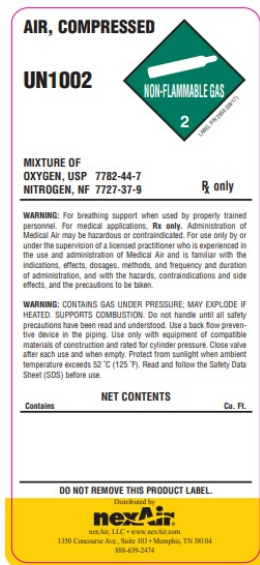 AIR, COMPRESSED
UN1002
NON-FLAMMABLE GAS
2
MIXTURE OF
OXYGEN, USP 7782-44-7
NITROGEN, NF 7727-37-9
℞ only
WARNING: For breathing support when used by properly trained
personnel. For medical applications, Rx only. Administration of
Medical Air may be hazardous or contraindicated. For use only by or
under the supervision of a licensed practitioner who is experienced in
the use and administration of Medical Air and is familiar with the
indications, effects, dosages, methods, and frequency and duration
of administration, and with the hazards, contraindications and side
effects, and the precautions to be taken.
WARNING: CONTAINS GAS UNDER PRESSURE; MAY EXPLODE IF
HEATED. SUPPORTS COMBUSTION. Do not handle until all safety
precautions have been read and understood. Use a back flow preven-
tive device in the piping. Use only with equipment of compatible
materials of construction and rated for cylinder pressure. Close valve
after each use and when empty. Protect from sunlight when ambient
temperature exceeds 52 ˚C (125 ˚F). Read and follow the Safety Data
Sheet (SDS) before use.
NET CONTENTS
Contains Cu. Ft.
DO NOT REMOVE THIS PRODUCT LABEL.
Distributed by
nexAir
nexAir, LLC • www.nexAir.com
1350 Concourse Ave., Suite 103 • Memphis, TN 38104
888-639-2474